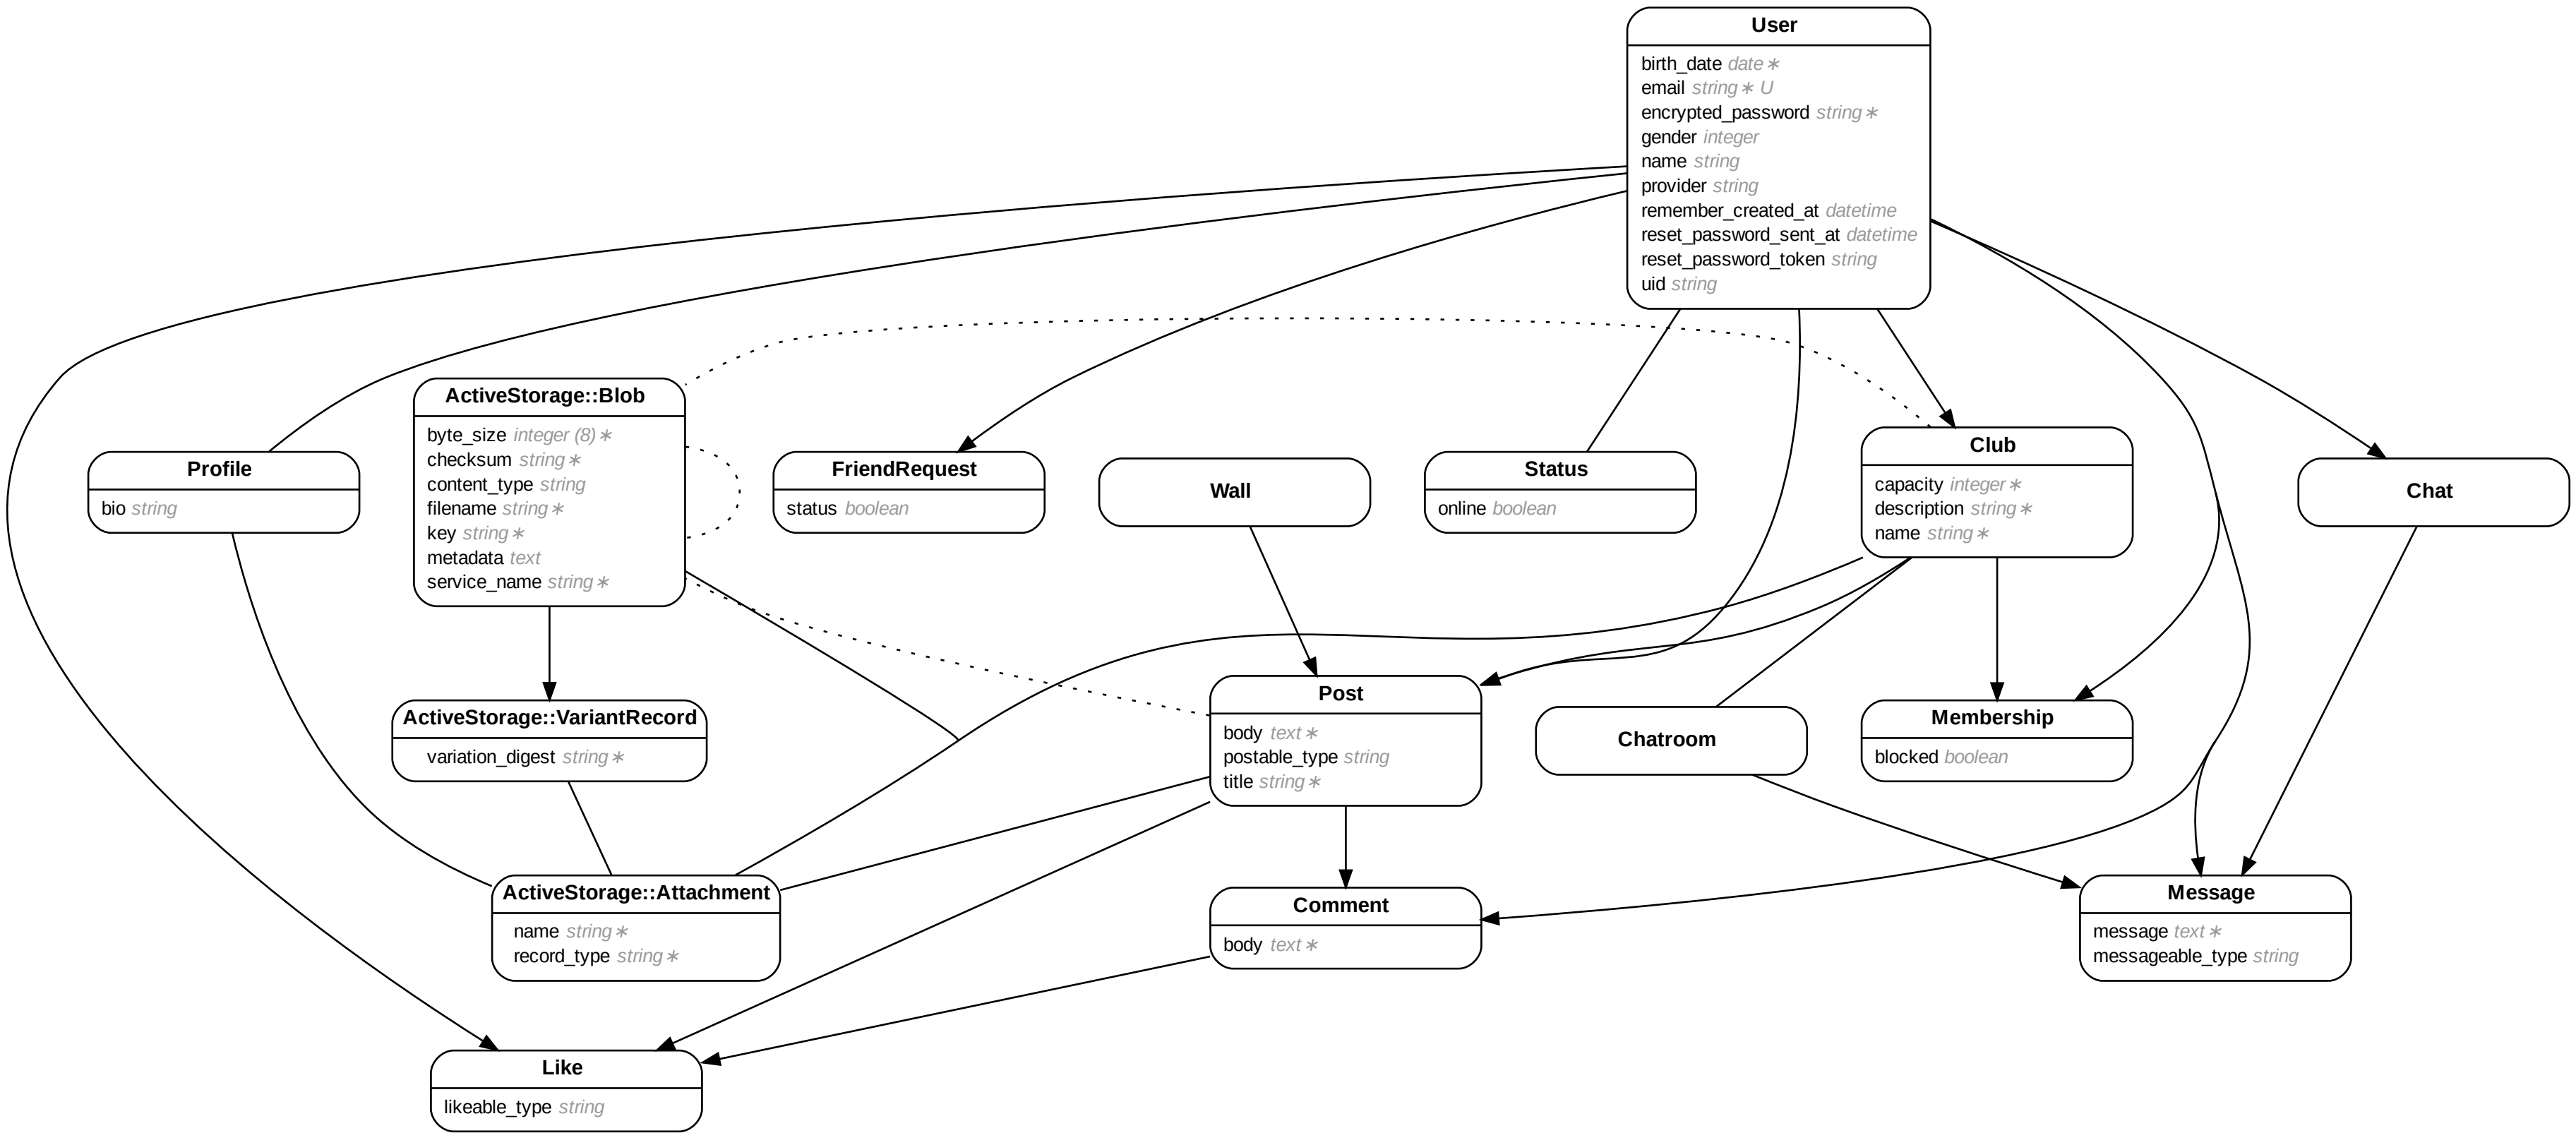 User
birth_date date∗
email string∗ U
encrypted_password string∗
gender integer
name string
provider string
remember_created_at datetime
reset_password_sent_at datetime
reset_password_token string
uid string
ActiveStorage::Blob
byte_size integer (8)∗
checksum string∗
content_type string
filename string∗
key string∗
metadata text
service_name string∗
Profile
bio string
FriendRequest
status boolean
Wall
Status
online boolean
Club
capacity integer∗
description string∗
name string∗
Chat
ActiveStorage::VariantRecord
variation_digest string∗
Post
body text∗
postable_type string
title string∗
Chatroom
Membership
blocked boolean
ActiveStorage::Attachment
name string∗
record_type string∗
Comment
body text∗
Message
message text∗
messageable_type string
Like
likeable_type string